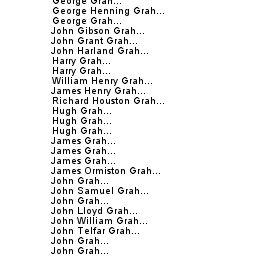 George Grah...
George Henning Grah...
George Grah...
John Gibson Grah...
John Grant Grah...
John Harland Grah...
Harry Grah...
Harry Grah...
William Henry Grah...
James Henry Grah...
Richard Houston Grah...
Hugh Grah...
Hugh Grah...
Hugh Grah...
James Grah...
James Grah...
James Grah...
James Ormiston Grah...
John Grah...
John Samuel Grah...
John Grah...
John Lloyd Grah...
John William Grah...
John Telfar Grah...
John Grah...
John Grah...